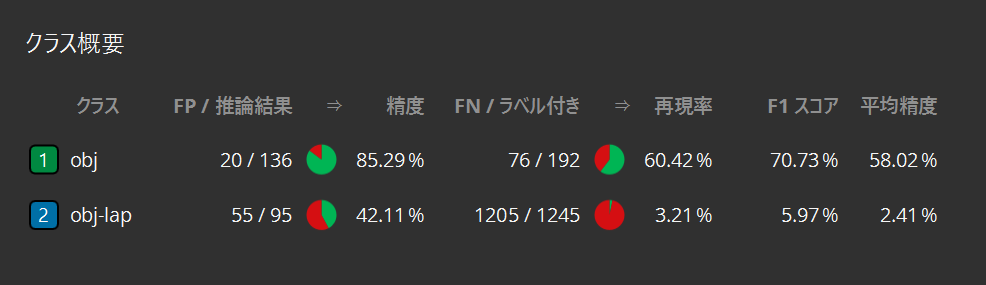 クラス概要
クラス FP / 推論結果 ⇒ 精度 FN / ラベル付き ⇒ 再現率 F1 スコア 平均精度
1 obj 20 / 136 85.29 % 76 / 192 60.42 % 70.73 % 58.02 %
2 obj-lap 55 / 95 42.11 % 1205 / 1245 3.21 % 5.97 % 2.41 %